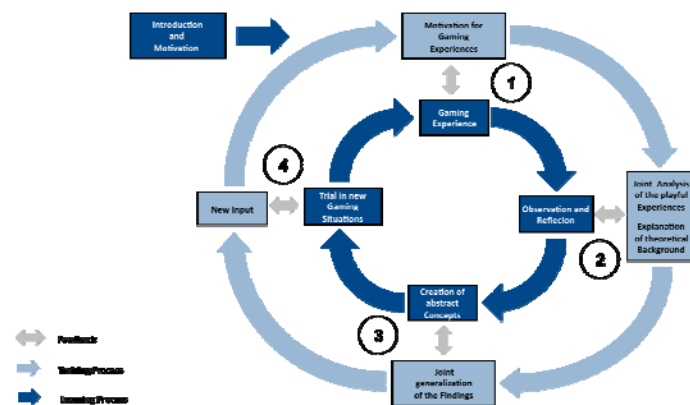 Introduction
and
Motivation
Motivation for
Gaming
Experiences
1
Gaming
Experience
4
New Input
Trial in new
Gaming
Situations
Observation and
Reflecion
Joint Analysis
of the playful
Experiences
Explanation
of theoretical
Background
2
Creation of
abstract
Concepts
3
Joint
generalization
of the Findings
Feedback
Training Process
Learning Process